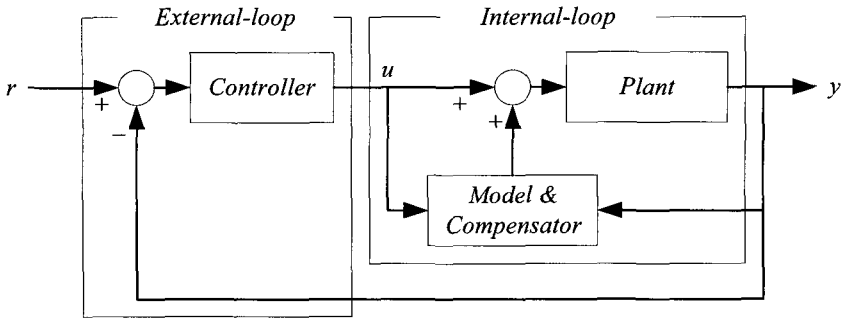 External-loop
Internal-loop
r
+
−
Controller
u
+
+
Plant
y
Model &
Compensator